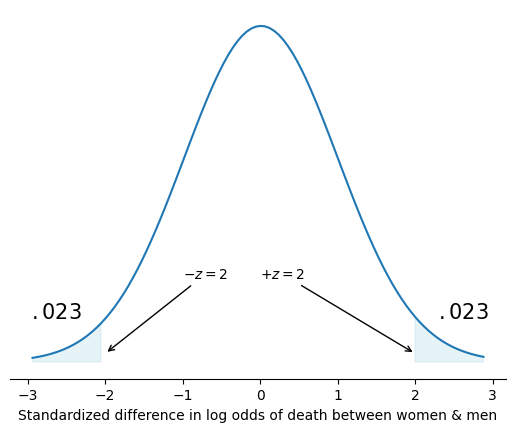 −z = 2 +z = 2
.023 .023
−3 −2 −1 0 1 2 3
Standardized difference in log odds of death between women & men